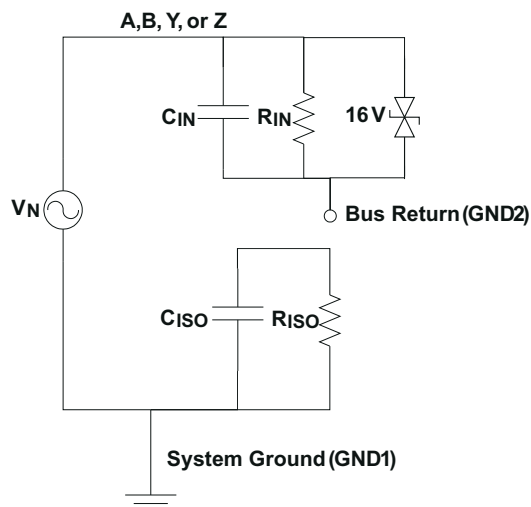 A,B, Y, or Z
CIN
RIN
16 V
VN
Bus Return (GND2)
CISO
RISO
System Ground (GND1)